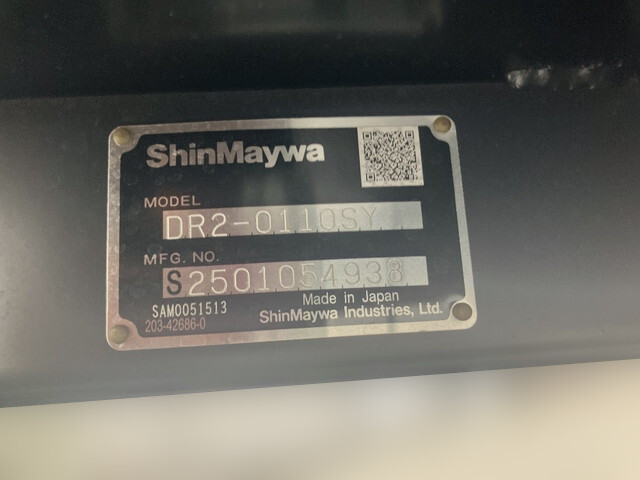 ShinMaywa
MODEL
DR2-0110SY
MFG. NO.
S2501054938
SAM0051513
Made in Japan
203-42686-0
ShinMaywa Industries, Ltd.